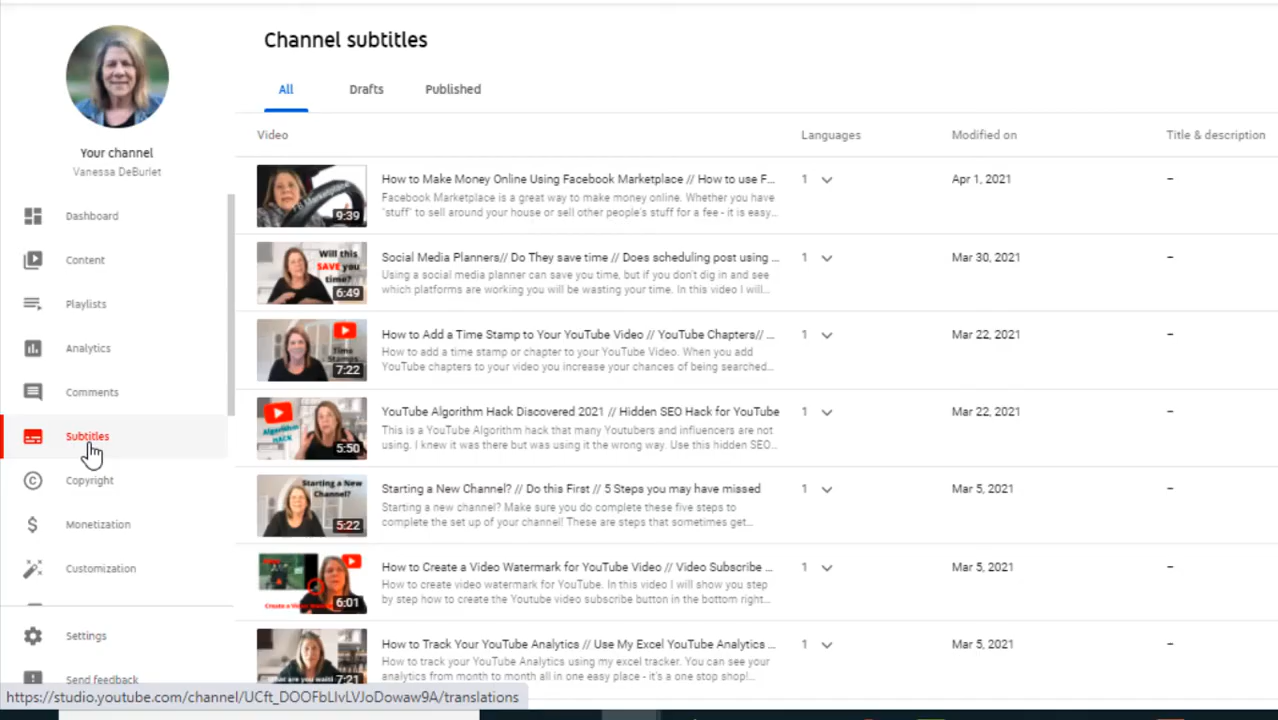 Channel subtitles
All Drafts Published
Your channel
Vanessa DeBurlet
Dashboard
Content
Playlists
Analytics
Comments
Subtitles
Copyright
Monetization
Customization
Settings
Send feedback
Video Languages Modified on Title & description
9:39
How to Make Money Online Using Facebook Marketplace // How to use F...
Facebook Marketplace is a great way to make money online. Whether you have
"stuff" to sell around your house or sell other people's stuff for a fee - it is easy...
1 Apr 1, 2021 –
Will this
SAVE you
time?
6:49
Social Media Planners// Do They save time // Does scheduling post using ...
Using a social media planner can save you time, but if you don't dig in and see
which platforms are working you will be wasting your time. In this video I will...
1 Mar 30, 2021 –
Time
Stamps
7:22
How to Add a Time Stamp to Your YouTube Video // YouTube Chapters// ...
How to add a time stamp or chapter to your YouTube Video. When you add
YouTube chapters to your video you increase your chances of being searched...
1 Mar 22, 2021 –
Algorithm
HACK
5:50
YouTube Algorithm Hack Discovered 2021 // Hidden SEO Hack for YouTube
This is a YouTube Algorithm hack that many Youtubers and influencers are not
using. I knew it was there but was using it the wrong way. Use this hidden SEO...
1 Mar 22, 2021 –
Starting a New
Channel?
5:22
Starting a New Channel? // Do this First // 5 Steps you may have missed
Starting a new channel? Make sure you do complete these five steps to
complete the set up of your channel! These are steps that sometimes get...
1 Mar 5, 2021 –
6:01
How to Create a Video Watermark for YouTube Video // Video Subscribe ...
How to create video watermark for YouTube. In this video I will show you step
by step how to create the Youtube video subscribe button in the bottom right...
1 Mar 5, 2021 –
What are you waiti
7:21
How to Track Your YouTube Analytics // Use My Excel YouTube Analytics ...
How to track your YouTube Analytics using my excel tracker. You can see your
analytics from month to month all in one easy place - it's a one stop shop!...
1 Mar 5, 2021 –
https://studio.youtube.com/channel/UCft_DOOFbLIvLVJoDowaw9A/translations